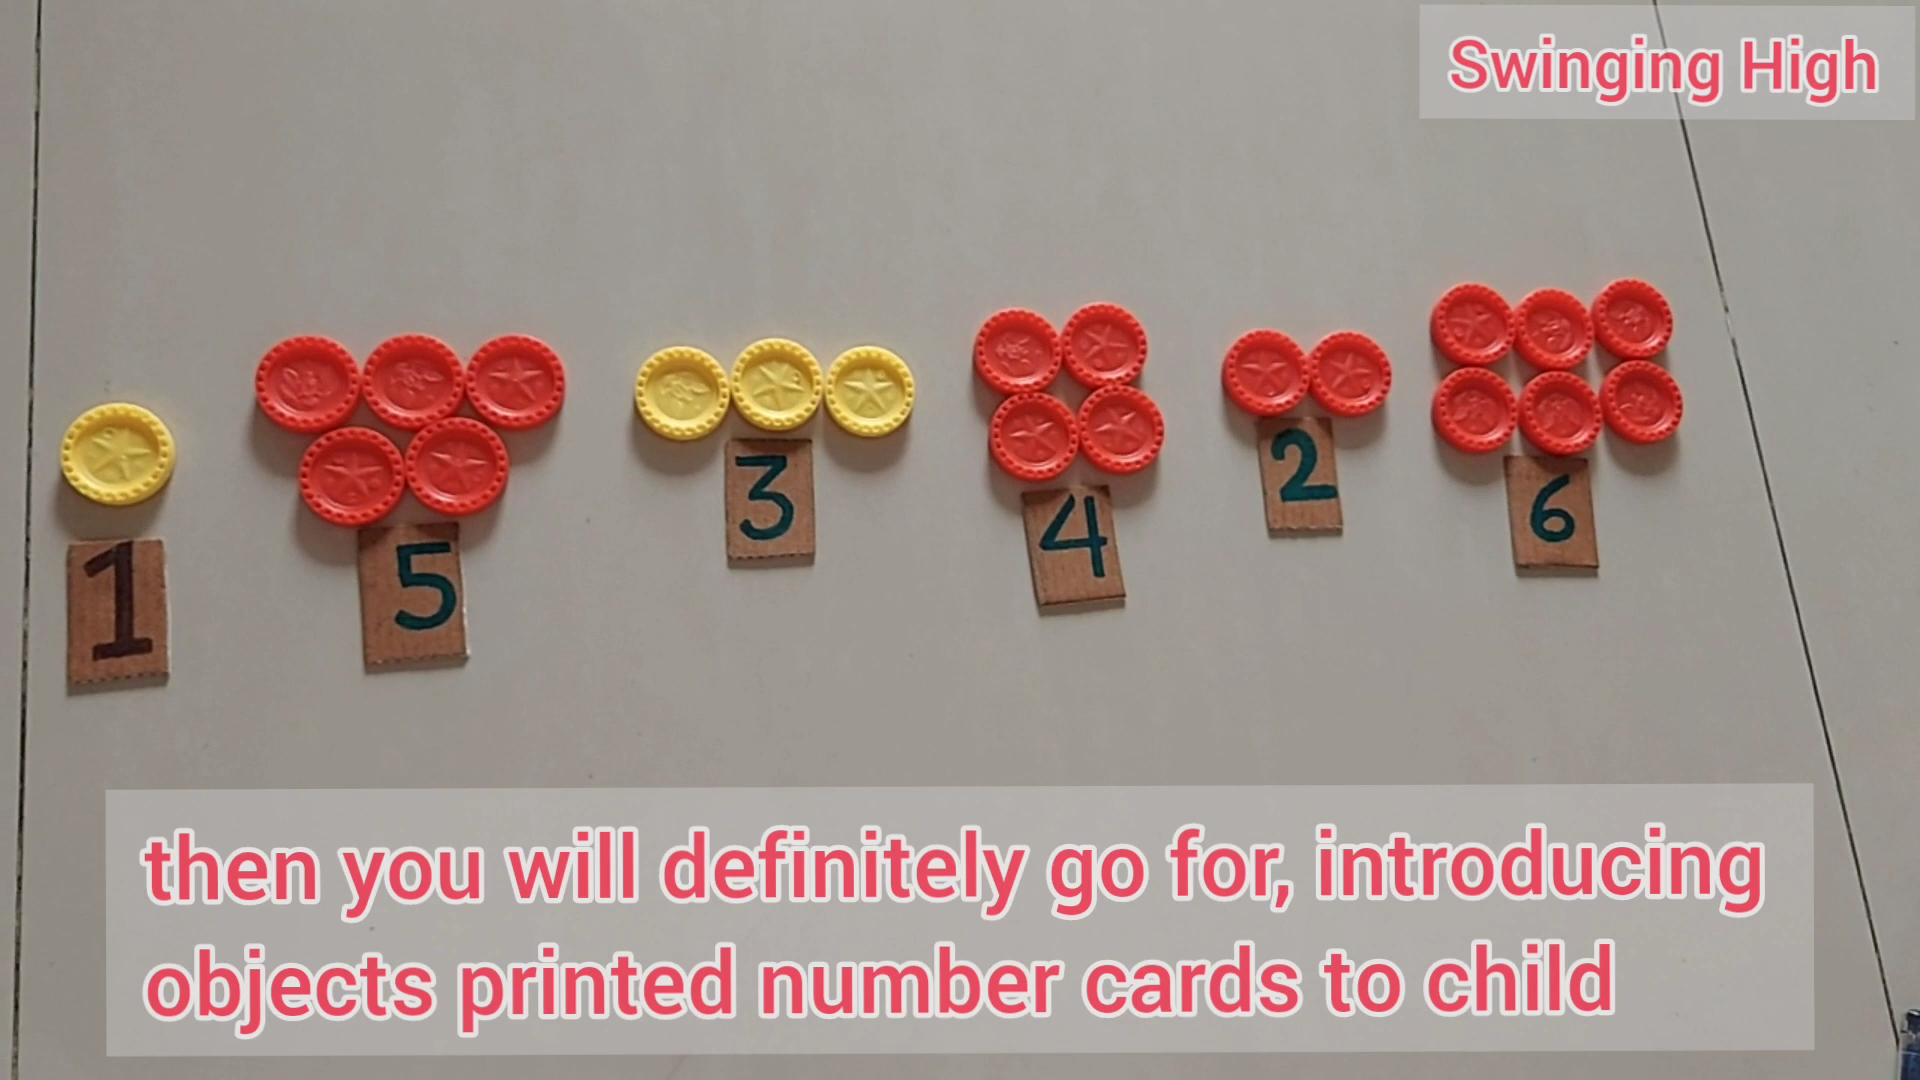 Swinging High
1
5
3
4
2
6
then you will definitely go for, introducing
objects printed number cards to child